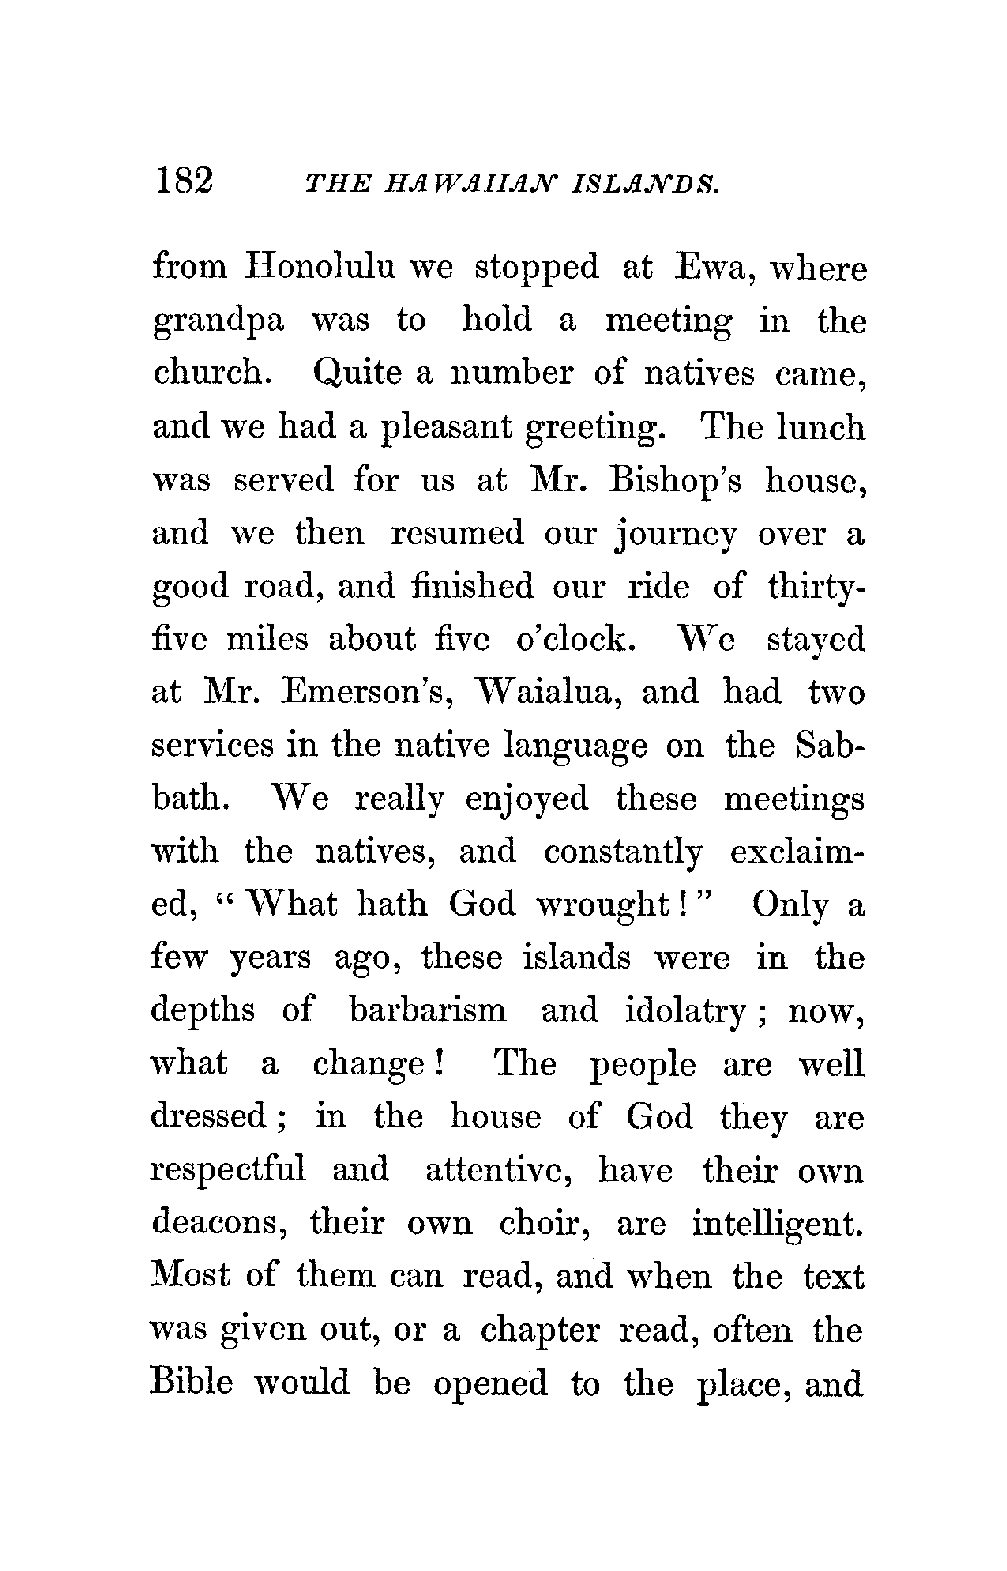 182 THE HAWAIIAN ISLANDS.
from Honolulu we stopped at Ewa, where
grandpa was to hold a meeting in the
church. Quite a number of natives came,
and we had a pleasant greeting. The lunch
was served for us at Mr. Bishop's house,
and we then resumed our journey over a
good road, and finished our ride of thirty-
five miles about five o'clock. We stayed
at Mr. Emerson's, Waialua, and had two
services in the native language on the Sab-
bath. We really enjoyed these meetings
with the natives, and constantly exclaim-
ed, “ What hath God wrought ! ” Only a
few years ago, these islands were in the
depths of barbarism and idolatry ; now,
what a change ! The people are well
dressed ; in the house of God they are
respectful and attentive, have their own
deacons, their own choir, are intelligent.
Most of them can read, and when the text
was given out, or a chapter read, often the
Bible would be opened to the place, and